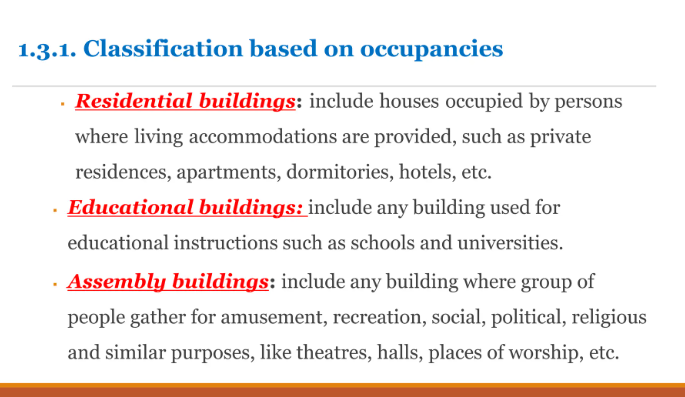 1.3.1. Classification based on occupancies
Residential buildings: include houses occupied by persons
where living accommodations are provided, such as private
residences, apartments, dormitories, hotels, etc.
Educational buildings: include any building used for
educational instructions such as schools and universities.
Assembly buildings: include any building where group of
people gather for amusement, recreation, social, political, religious
and similar purposes, like theatres, halls, places of worship, etc.